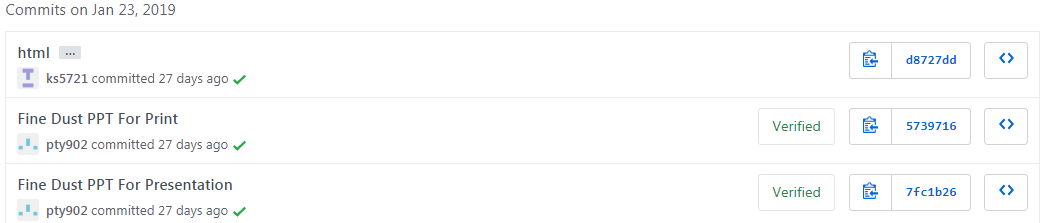 Commits on Jan 23, 2019
html ...
d8727dd
ks5721 committed 27 days ago
Fine Dust PPT For Print
Verified 5739716
pty902 committed 27 days ago
Fine Dust PPT For Presentation
Verified 7fc1b26
pty902 committed 27 days ago